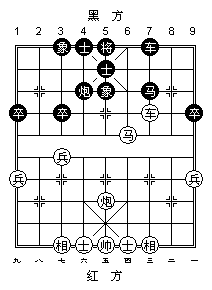 黑 方
1 2 3 4 5 6 7 8 9
象 士 将 车
士
炮 象 马
卒 卒 车 卒
马
兵
兵 兵
炮
相 士 帅 士 相
九 八 七 六 五 四 三 二 一
红 方